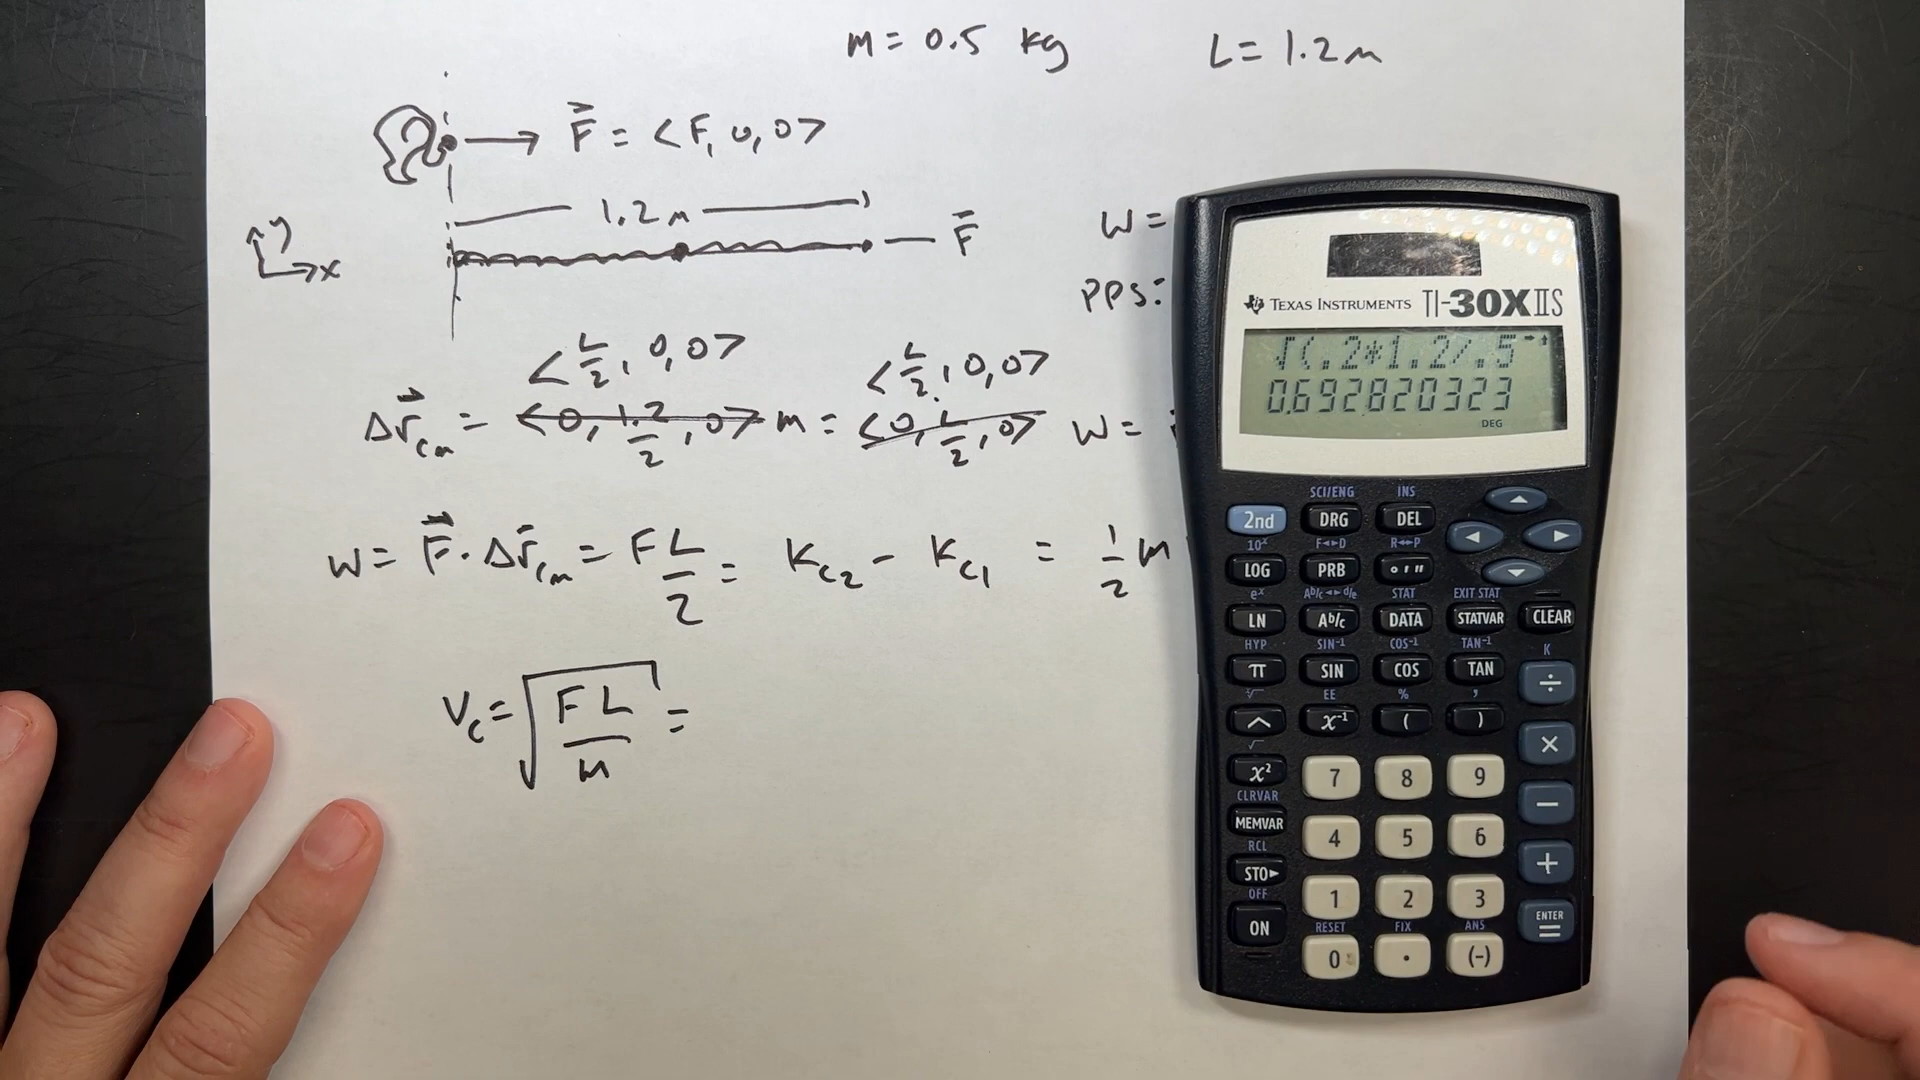 m = 0.5 kg L = 1.2 m
F⃗ = <F, 0, 0>
1.2 m
y
x
F⃗
W =
PPS:
<L/2, 0, 0> <L/2, 0, 0>
Δr⃗cm = <0, 1.2/2, 0> m = <0, L/2, 0> W =
W = F⃗ · Δr⃗cm = F L/2 = Kc2 - Kc1 = 1/2 m
vc = √(F L/m) =
TEXAS INSTRUMENTS TI-30X IIS
√(.2*1.2/.5
0.692820323
DEG
SCI/ENG INS
2nd DRG DEL
10ˣ F◄►D R◄►P
LOG PRB ° ' "
eˣ Ab/c◄►d/e STAT EXIT STAT
LN Ab/c DATA STATVAR CLEAR
HYP SIN⁻¹ COS⁻¹ TAN⁻¹ K
π SIN COS TAN ÷
ˣ√ EE % ,
^ x⁻¹ ( ) ×
√
x² 7 8 9
CLRVAR
MEMVAR 4 5 6 −
RCL
STO► 1 2 3 +
OFF RESET FIX ANS
ON 0 . (-) ENTER =